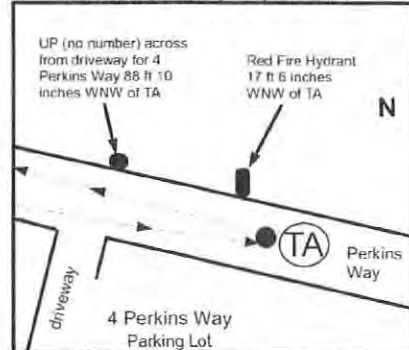 UP (no number) across
from driveway for 4
Perkins Way 88 ft 10
inches WNW of TA
Red Fire Hydrant
17 ft 6 inches
WNW of TA
N
TA
Perkins
Way
driveway
4 Perkins Way
Parking Lot